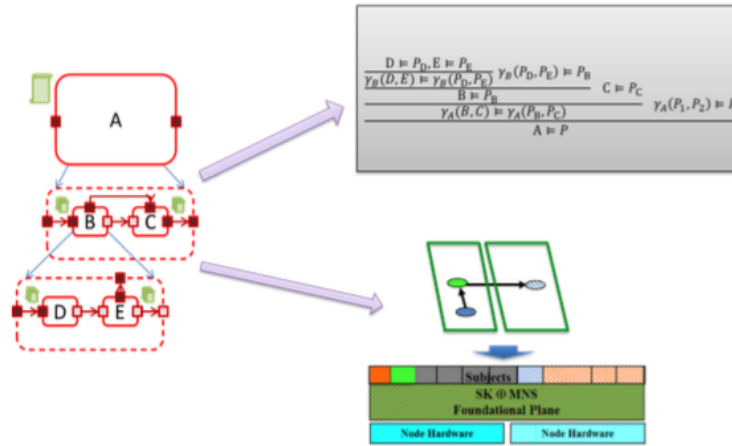 A
B
C
D
E
D ⊨ P_D, E ⊨ P_E
γ_B(D, E) ⊨ γ_B(P_D, P_E)
γ_B(P_D, P_E) ⊨ P_B
B ⊨ P_B
C ⊨ P_C
γ_A(B, C) ⊨ γ_A(P_B, P_C)
γ_A(P_1, P_2) ⊨
A ⊨ P
Subjects
SK ⊕ MNS
Foundational Plane
Node Hardware
Node Hardware